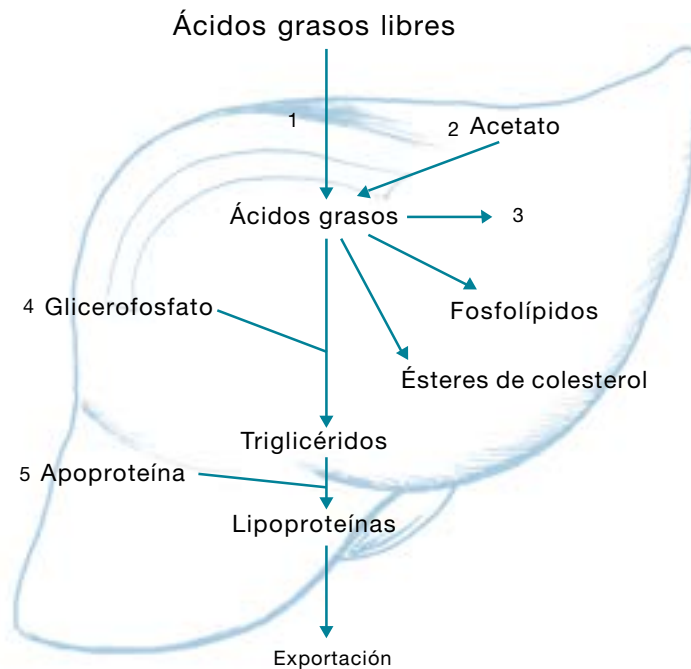 Ácidos grasos libres
1
2 Acetato
Ácidos grasos
3
4 Glicerofosfato
Fosfolípidos
Ésteres de colesterol
Triglicéridos
5 Apoproteína
Lipoproteínas
Exportación